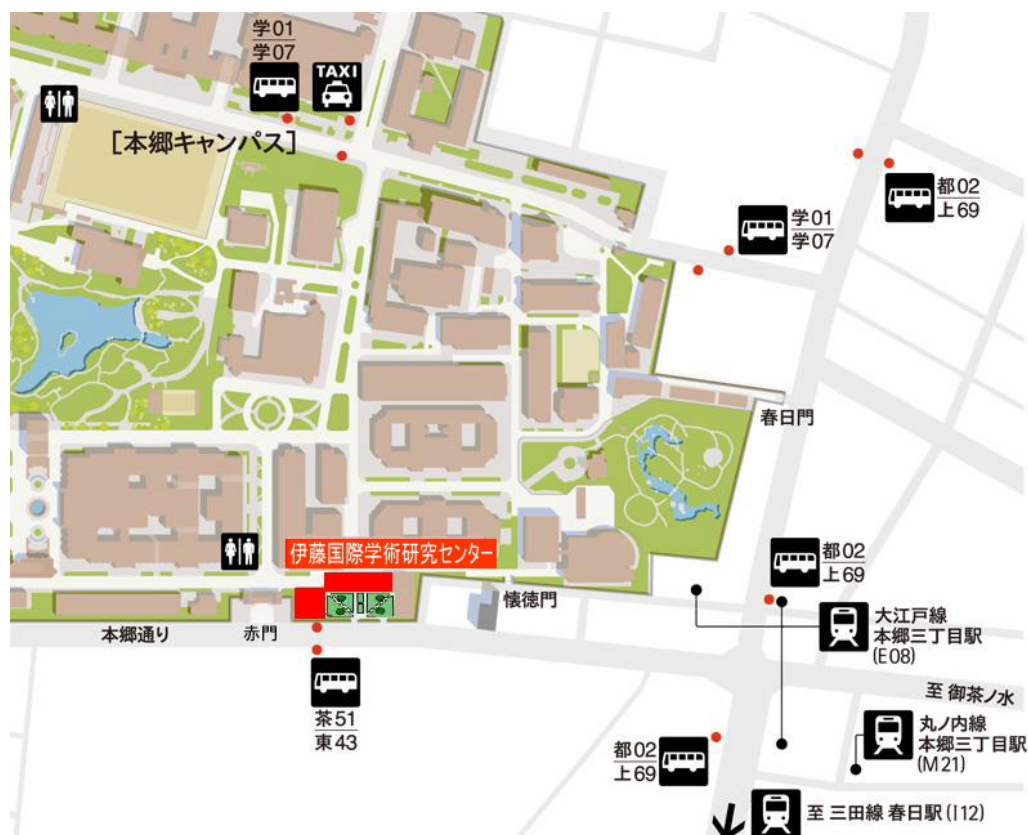 学01
学07
TAXI
[本郷キャンパス]
都02
上69
学01
学07
春日門
伊藤国際学術研究センター
都02
上69
懐徳門
大江戸線
本郷三丁目駅
(E08)
本郷通り
赤門
至 御茶ノ水
茶51
東43
丸ノ内線
本郷三丁目駅
(M21)
都02
上69
至 三田線 春日駅(I12)